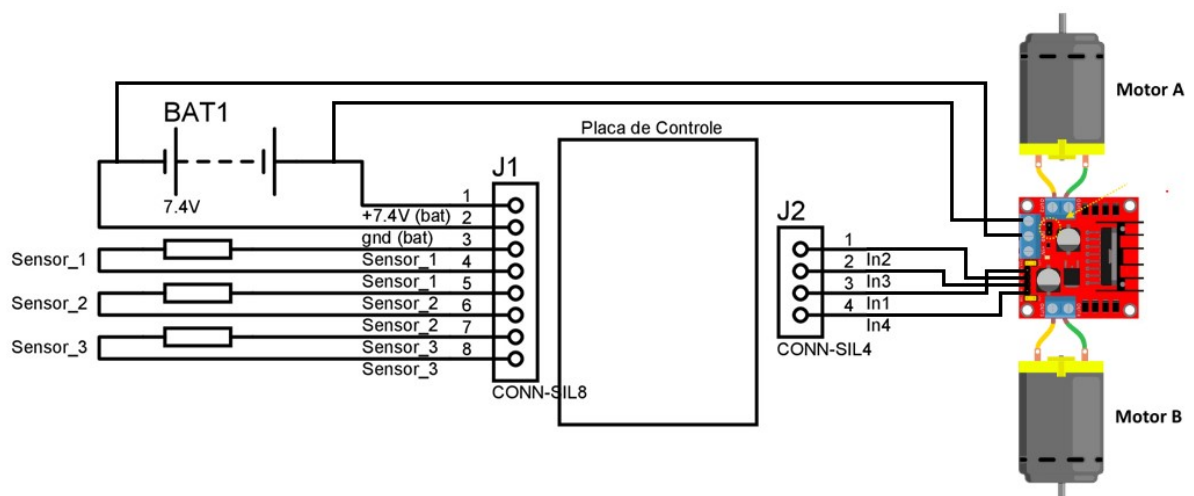 Motor A
BAT1
7.4V
Placa de Controle
J1
1
+7.4V (bat)
2
gnd (bat)
3
Sensor_1
Sensor_1
4
Sensor_1
5
Sensor_2
Sensor_2
6
Sensor_2
7
Sensor_3
Sensor_3
8
Sensor_3
CONN-SIL8
J2
1
In2
2
In3
3
In1
4
In4
CONN-SIL4
Motor B